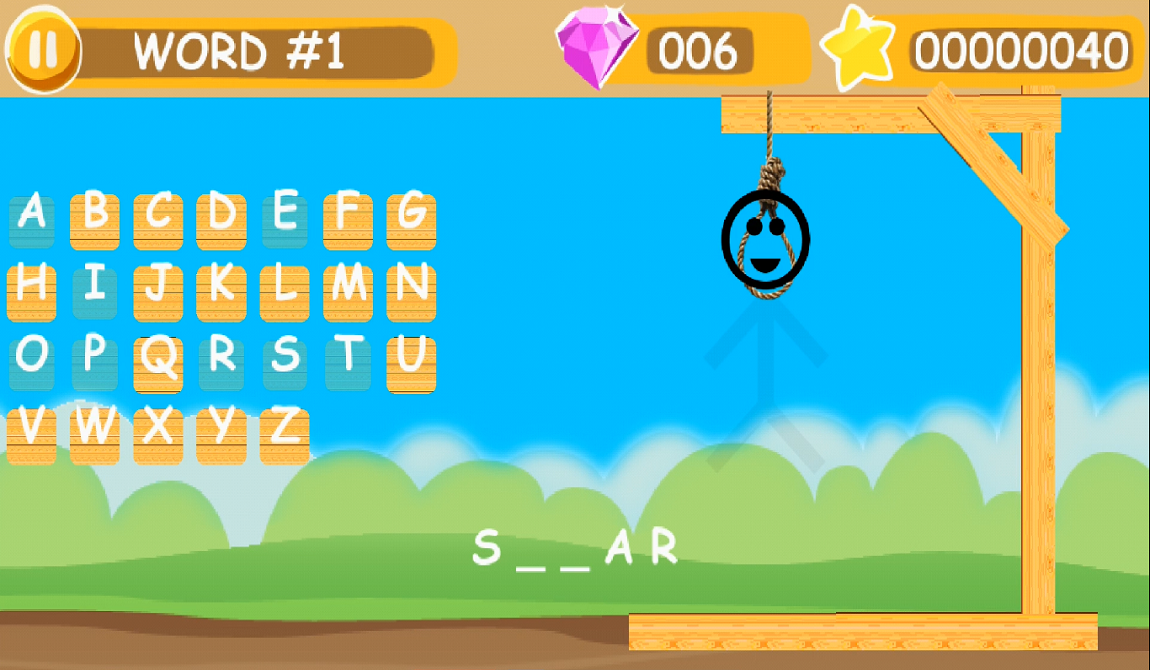 WORD #1 006 00000040
A B C D E F G
H I J K L M N
O P Q R S T U
V W X Y Z
S _ _ A R